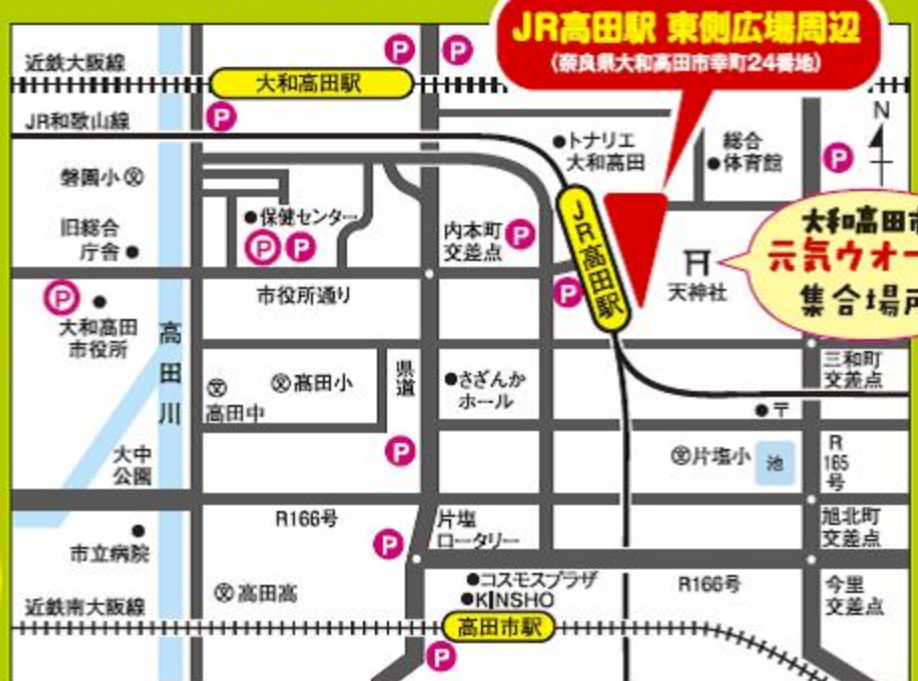 JR高田駅 東側広場周辺
(奈良県大和高田市幸町24番地)
P
P
近鉄大阪線
大和高田駅
P
JR和歌山線
N
トナリエ
大和高田
総合
体育館
P
磐園小 文
旧総合
庁舎
保健センター
P P
内本町
交差点
P
JR高田駅
P
天神社
大和高田市
元気ウオー
集合場所
P
大和高田
市役所
市役所通り
高田川
文
高田中
文 高田小
県道
さざんか
ホール
三和町
交差点
〒
大中
公園
P
文 片塩小
池
R
165
号
R166号
片塩
ロータリー
旭北町
交差点
市立病院
P
コスモスプラザ
KINSHO
R166号
今里
交差点
文 高田高
近鉄南大阪線
高田市駅
P